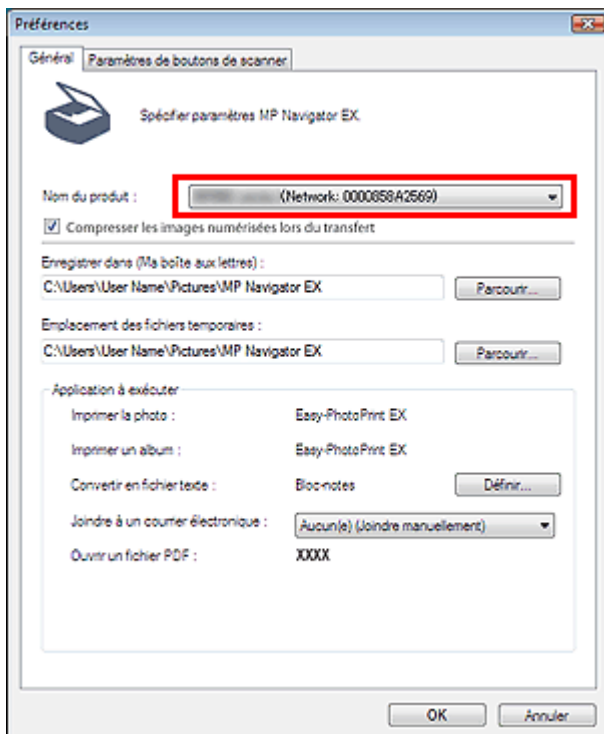 Préférences
Général
Paramètres de boutons de scanner
Spécifier paramètres MP Navigator EX.
Nom du produit : (Network: 0000858A2569)
Compresser les images numérisées lors du transfert
Enregistrer dans (Ma boîte aux lettres) :
C:\Users\User Name\Pictures\MP Navigator EX Parcourir...
Emplacement des fichiers temporaires :
C:\Users\User Name\Pictures\MP Navigator EX Parcourir...
Application à exécuter
Imprimer la photo : Easy-PhotoPrint EX
Imprimer un album : Easy-PhotoPrint EX
Convertir en fichier texte : Bloc-notes Définir...
Joindre à un courrier électronique : Aucun(e) (Joindre manuellement)
Ouvrir un fichier PDF : XXXX
OK Annuler